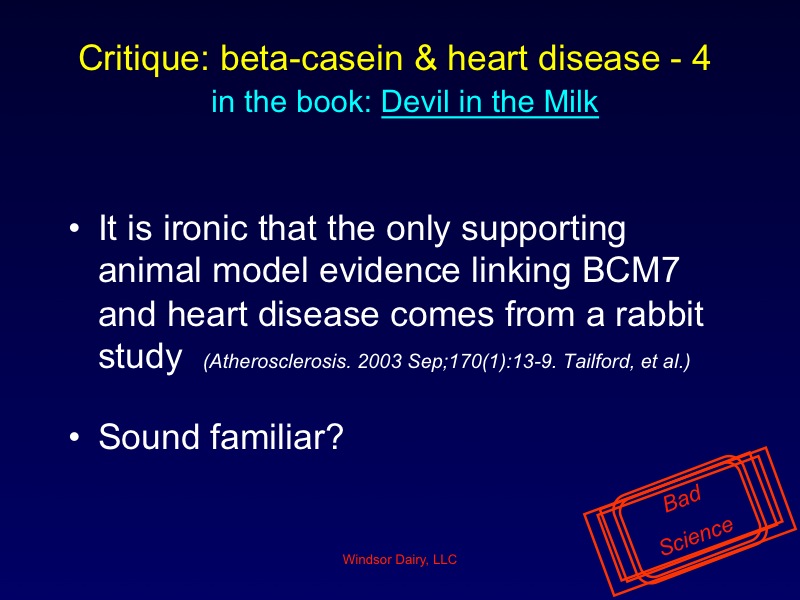 Critique: beta-casein & heart disease - 4
in the book: Devil in the Milk
• It is ironic that the only supporting
animal model evidence linking BCM7
and heart disease comes from a rabbit
study (Atherosclerosis. 2003 Sep;170(1):13-9. Tailford, et al.)
• Sound familiar?
Bad
Science
Windsor Dairy, LLC